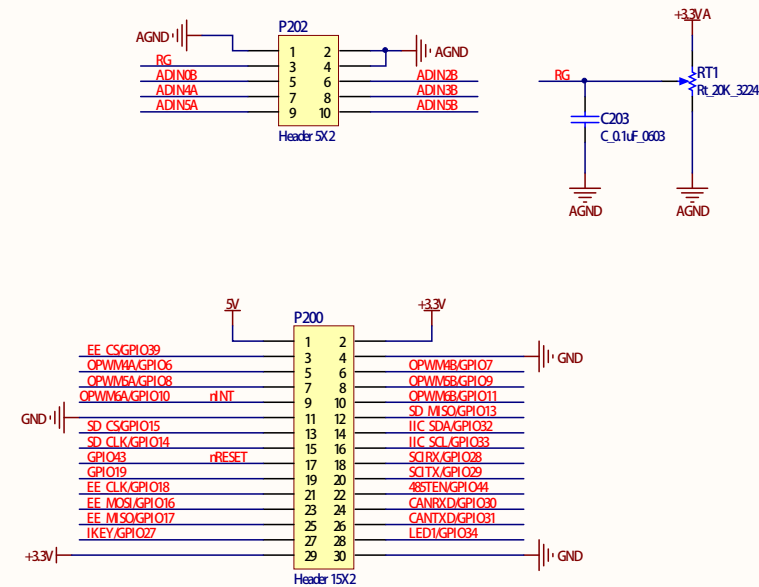 P202
AGND
1 2
AGND
RG
3 4
ADIN0B
5 6
ADIN2B
ADIN4A
7 8
ADIN3B
ADIN5A
9 10
ADIN5B
Header 5X2
+3.3VA
RG
RT1
Rt_20K_3224
C203
C_0.1uF_0603
AGND
AGND
5V
+3.3V
P200
1 2
EE_CS/GPIO39
3 4
GND
OPWM4A/GPIO6
5 6
OPWM4B/GPIO7
OPWM5A/GPIO8
7 8
OPWM5B/GPIO9
OPWM6A/GPIO10 nINT
9 10
OPWM6B/GPIO11
GND
11 12
SD_MISO/GPIO13
SD_CS/GPIO15
13 14
IIC_SDA/GPIO32
SD_CLK/GPIO14
15 16
IIC_SCL/GPIO33
GPIO43 nRESET
17 18
SCIRX/GPIO28
GPIO19
19 20
SCITX/GPIO29
EE_CLK/GPIO18
21 22
485TEN/GPIO44
EE_MOSI/GPIO16
23 24
CANRXD/GPIO30
EE_MISO/GPIO17
25 26
CANTXD/GPIO31
IKEY/GPIO27
27 28
LED1/GPIO34
+3.3V
29 30
GND
Header 15X2